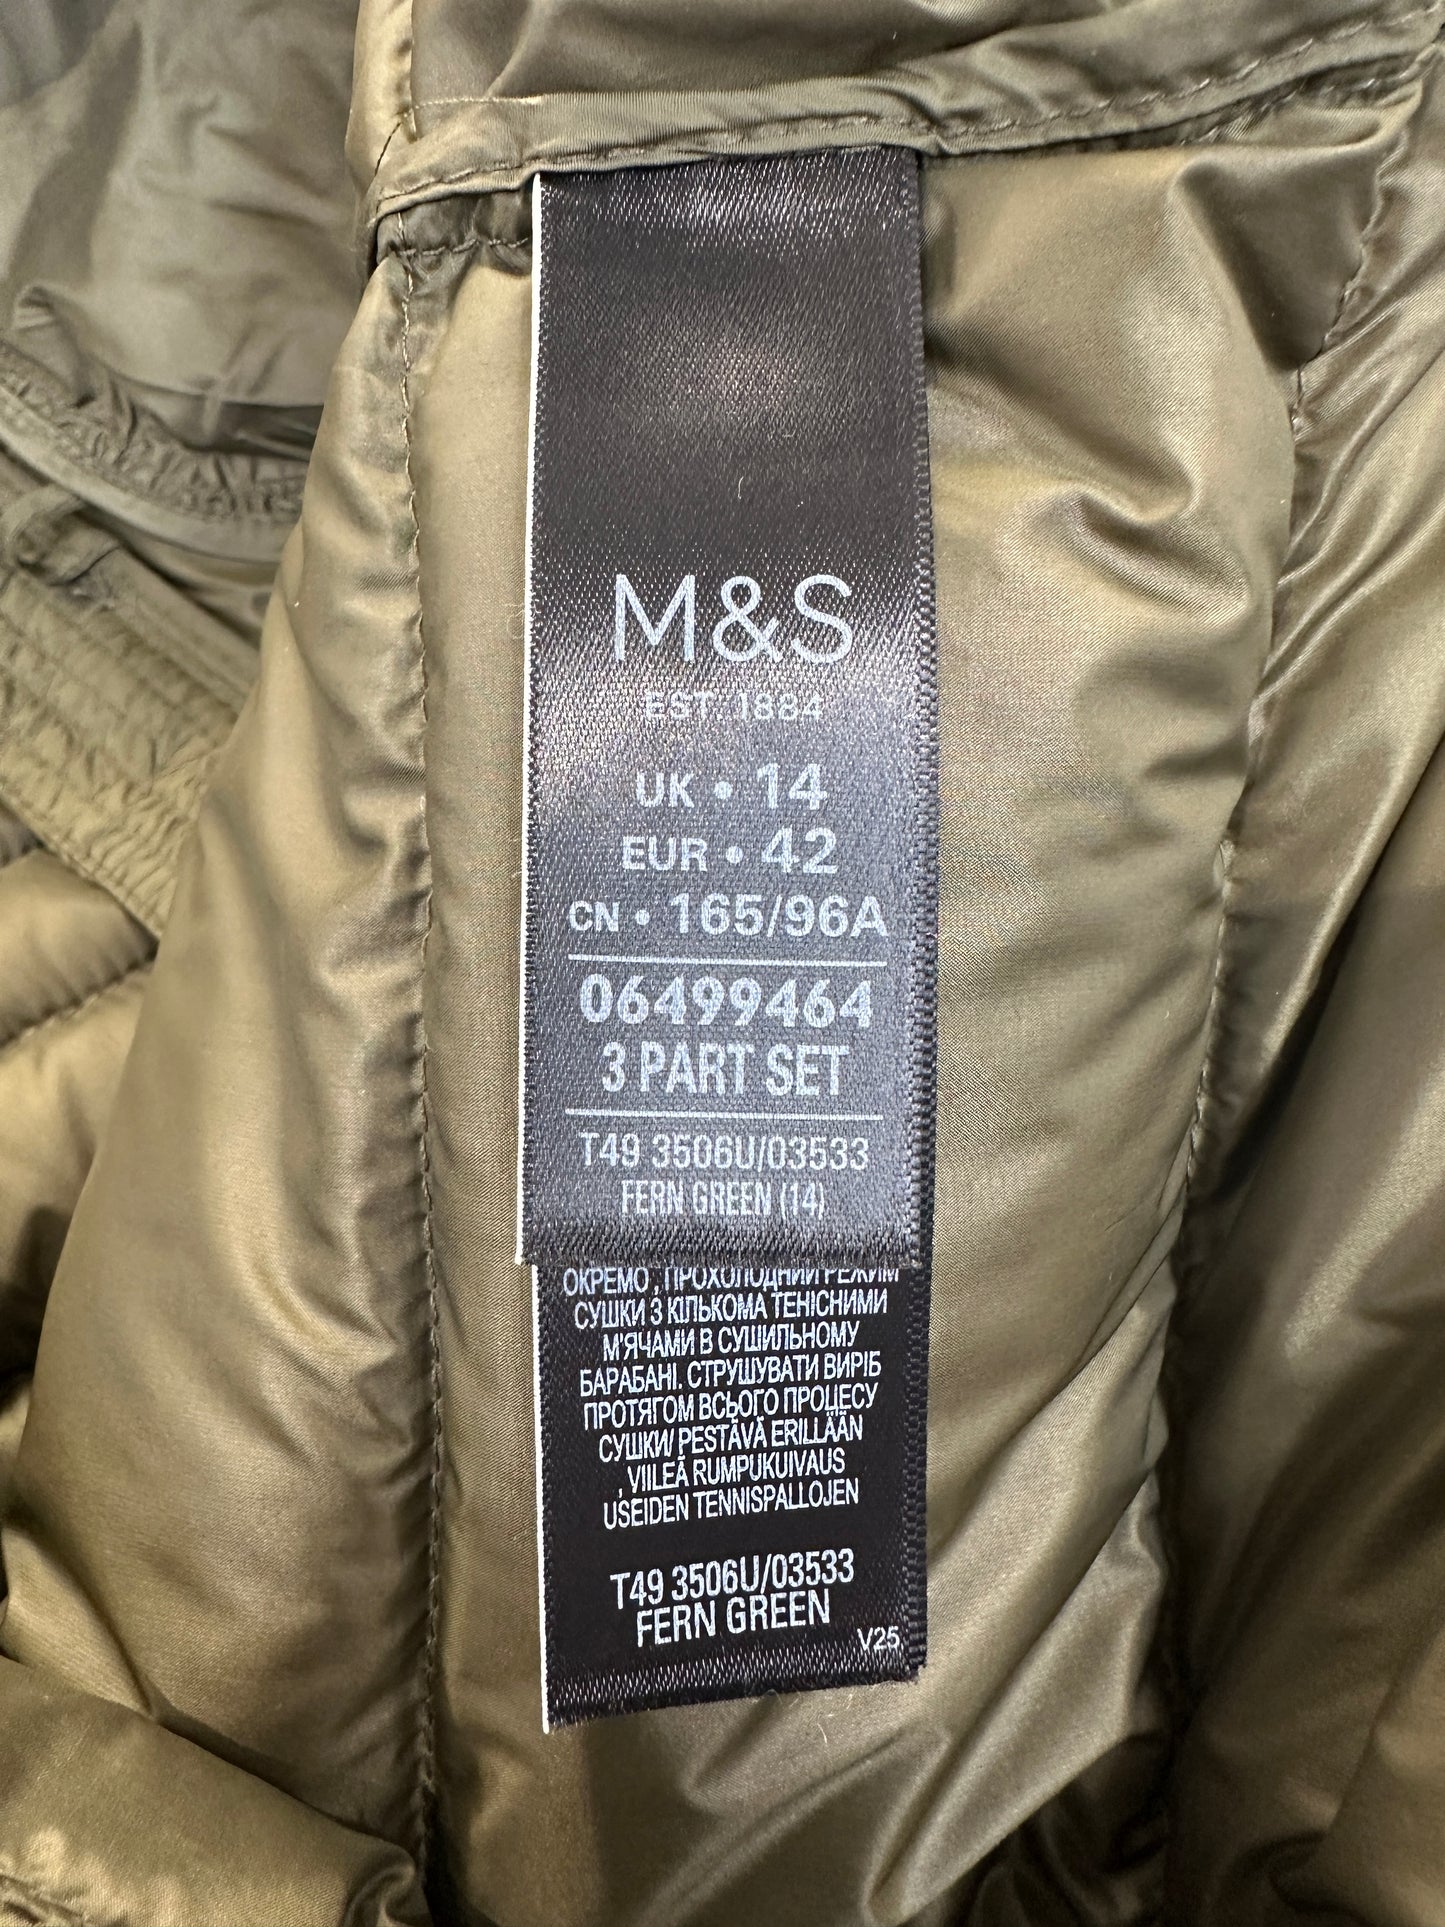 M&S
EST. 1884
UK • 14
EUR • 42
CN • 165/96A
06499464
3 PART SET
T49 3506U/03533
FERN GREEN (14)
ОКРЕМО , ПРОХОЛОДНИЙ РЕЖИМ
СУШКИ З КІЛЬКОМА ТЕНІСНИМИ
М'ЯЧАМИ В СУШИЛЬНОМУ
БАРАБАНІ. СТРУШУВАТИ ВИРІБ
ПРОТЯГОМ ВСЬОГО ПРОЦЕСУ
СУШКИ/ PESTÄVÄ ERILLÄÄN
, VIILEÄ RUMPUKUIVAUS
USEIDEN TENNISPALLOJEN
T49 3506U/03533
FERN GREEN
V25